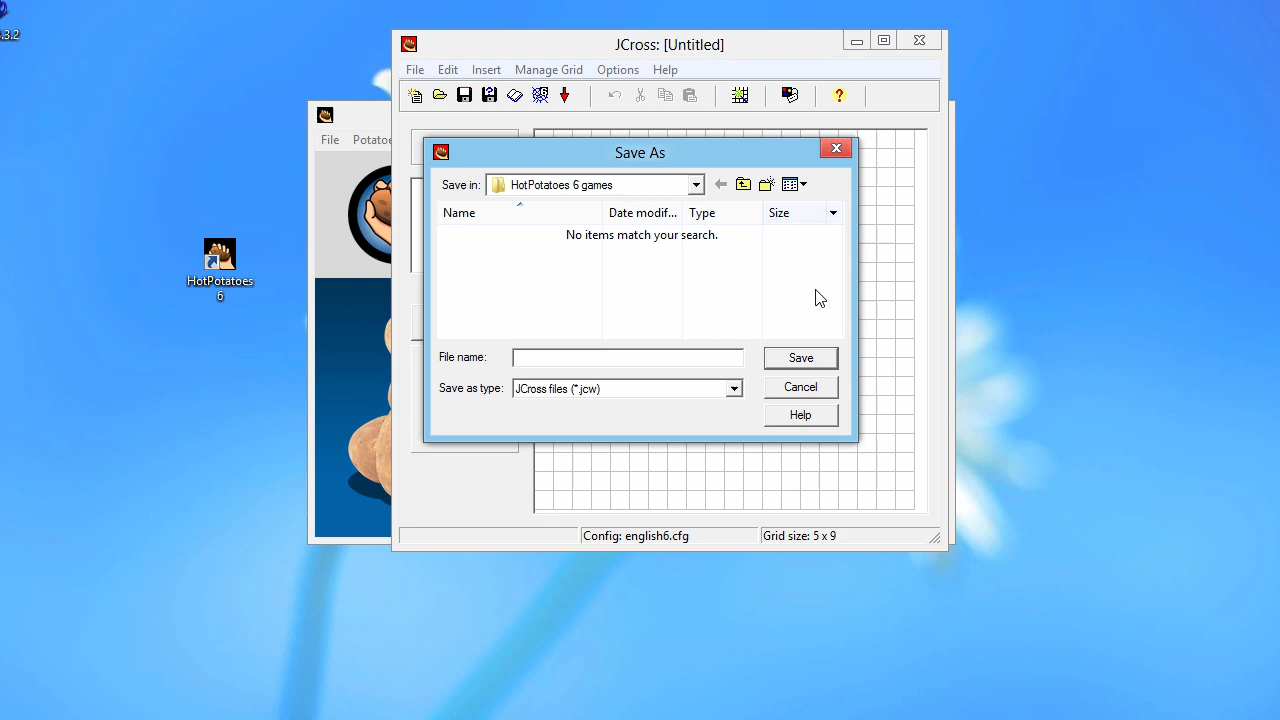 .3.2
JCross: [Untitled]
File Edit Insert Manage Grid Options Help
File
Save As
Save in: HotPotatoes 6 games
Name Date modif... Type Size
No items match your search.
HotPotatoes
6
File name: Save
Save as type: JCross files (*.jcw) Cancel
Help
Config: english6.cfg Grid size: 5 x 9